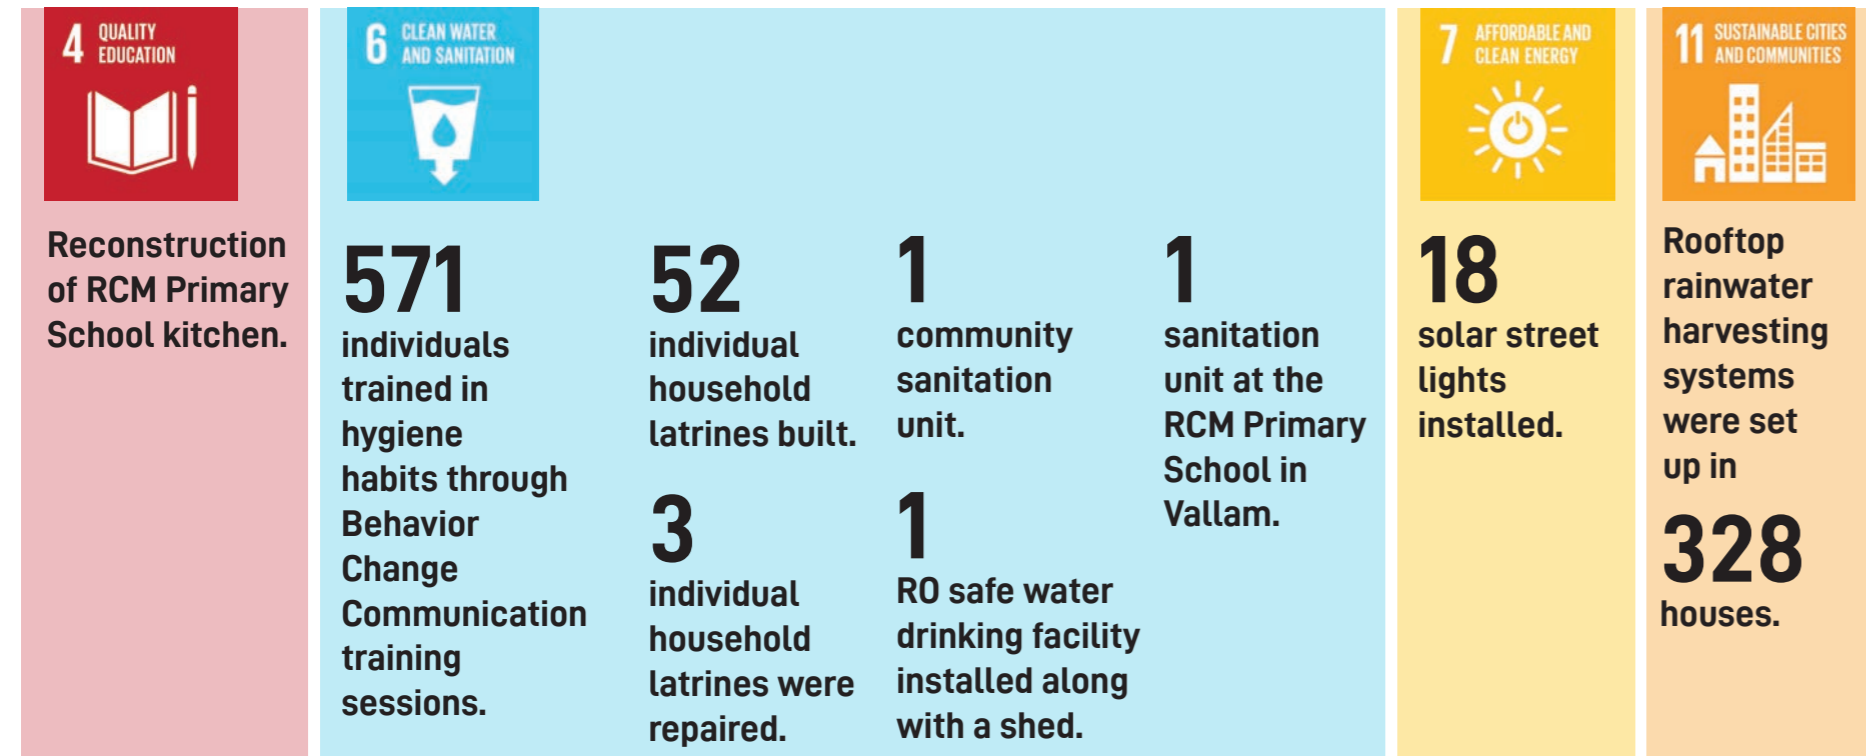 4 QUALITY
EDUCATION
Reconstruction
of RCM Primary
School kitchen.
6 CLEAN WATER
AND SANITATION
571
individuals
trained in
hygiene
habits through
Behavior
Change
Communication
training
sessions.
52
individual
household
latrines built.
3
individual
household
latrines were
repaired.
1
community
sanitation
unit.
1
RO safe water
drinking facility
installed along
with a shed.
1
sanitation
unit at the
RCM Primary
School in
Vallam.
7 AFFORDABLE AND
CLEAN ENERGY
18
solar street
lights
installed.
11 SUSTAINABLE CITIES
AND COMMUNITIES
Rooftop
rainwater
harvesting
systems
were set
up in
328
houses.